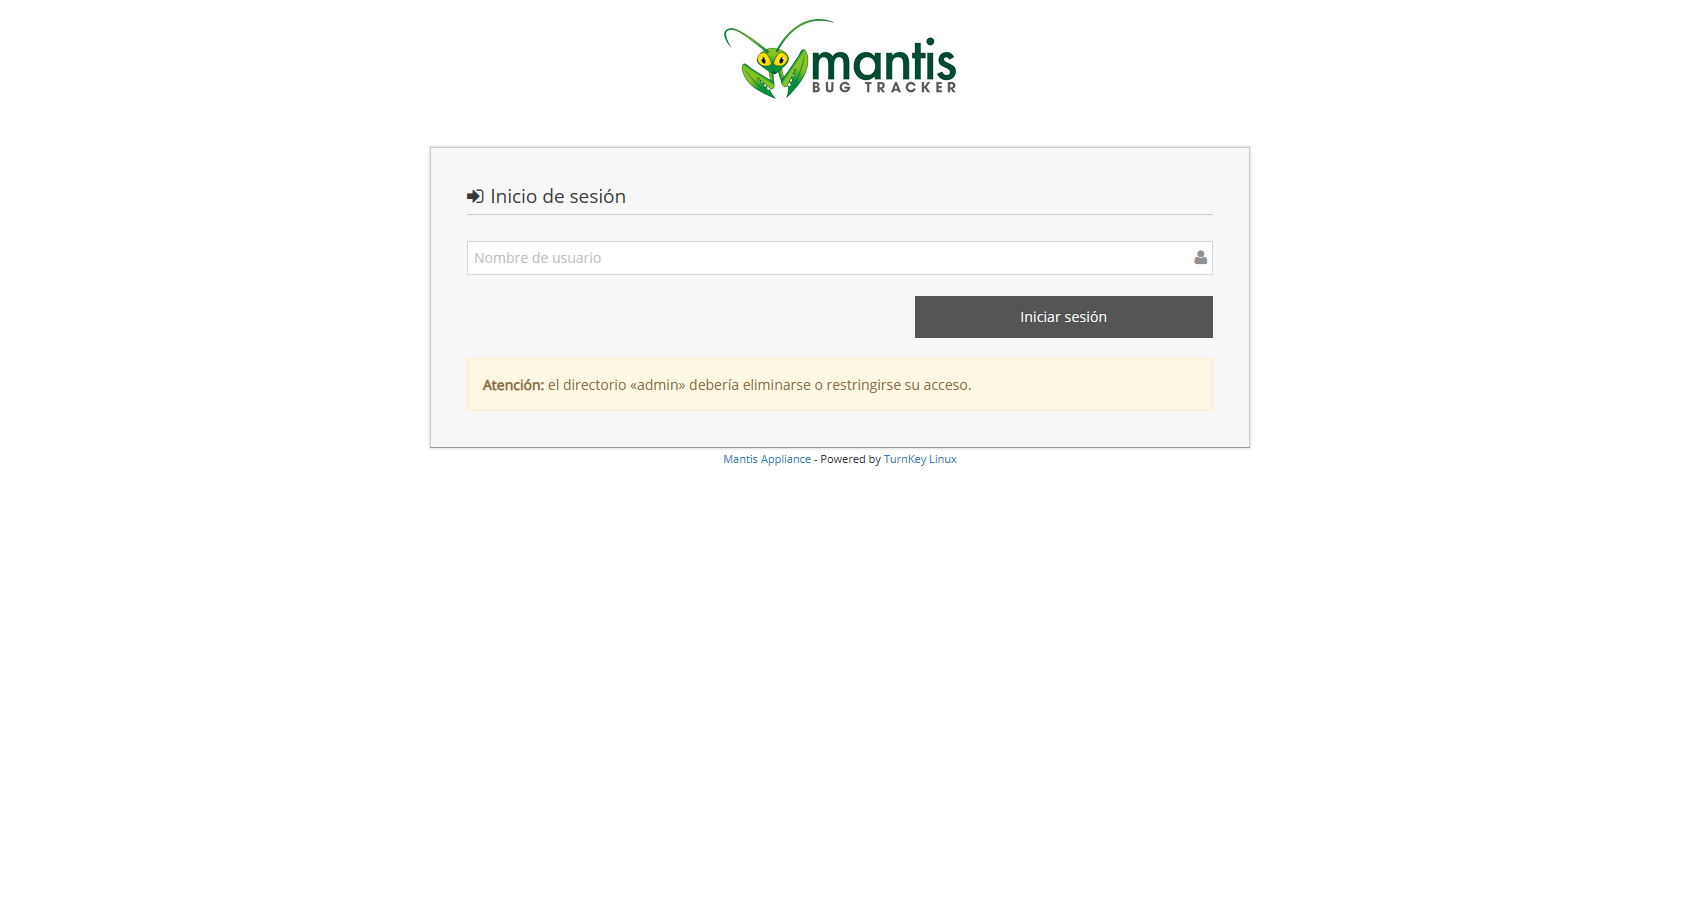 mantis
BUG TRACKER
Inicio de sesión
Nombre de usuario
Iniciar sesión
Atención: el directorio «admin» debería eliminarse o restringirse su acceso.
Mantis Appliance - Powered by TurnKey Linux